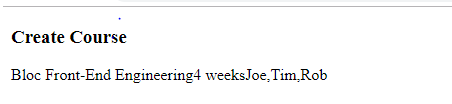 Create Course
Bloc Front-End Engineering4 weeksJoe,Tim,Rob